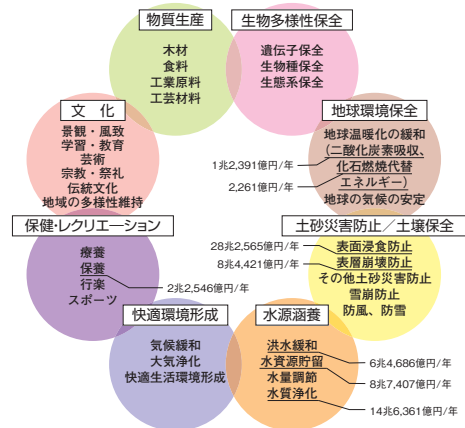 物質生産
木材
食料
工業原料
工芸材料
生物多様性保全
遺伝子保全
生物種保全
生態系保全
文 化
景観・風致
学習・教育
芸術
宗教・祭礼
伝統文化
地域の多様性維持
地球環境保全
地球温暖化の緩和
(二酸化炭素吸収、
1兆2,391億円/年
化石燃焼代替
2,261億円/年
エネルギー)
地球の気候の安定
保健・レクリエーション
療養
保養
行楽
スポーツ
2兆2,546億円/年
土砂災害防止/土壌保全
28兆2,565億円/年
表面浸食防止
8兆4,421億円/年
表層崩壊防止
その他土砂災害防止
雪崩防止
防風、防雪
快適環境形成
気候緩和
大気浄化
快適生活環境形成
水源涵養
洪水緩和
6兆4,686億円/年
水資源貯留
8兆7,407億円/年
水量調節
水質浄化
14兆6,361億円/年